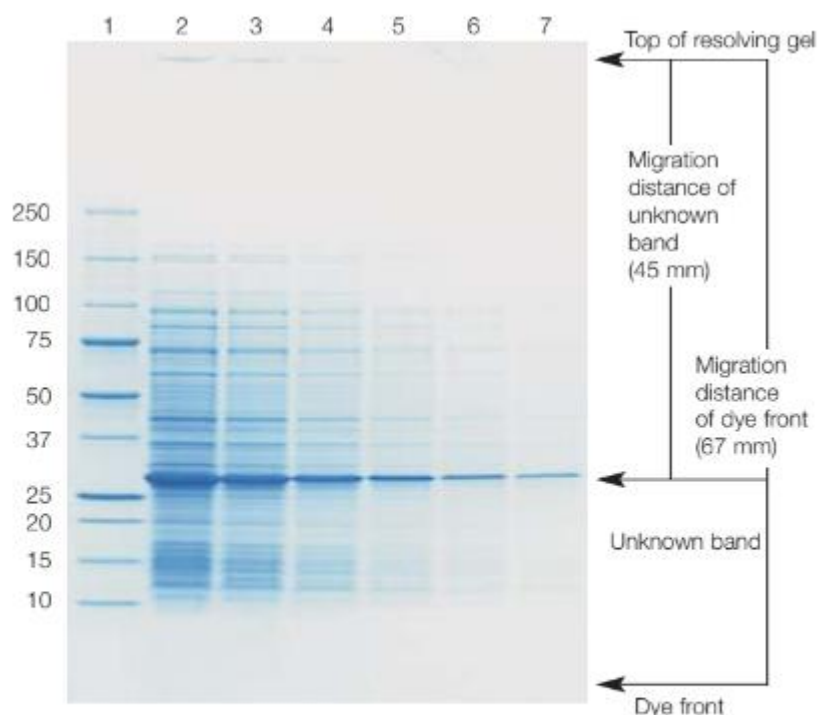 1 2 3 4 5 6 7
Top of resolving gel
Migration
distance of
unknown
band
(45 mm)
250
150
100
75
50
37
25
20
15
10
Migration
distance
of dye front
(67 mm)
Unknown band
Dye front